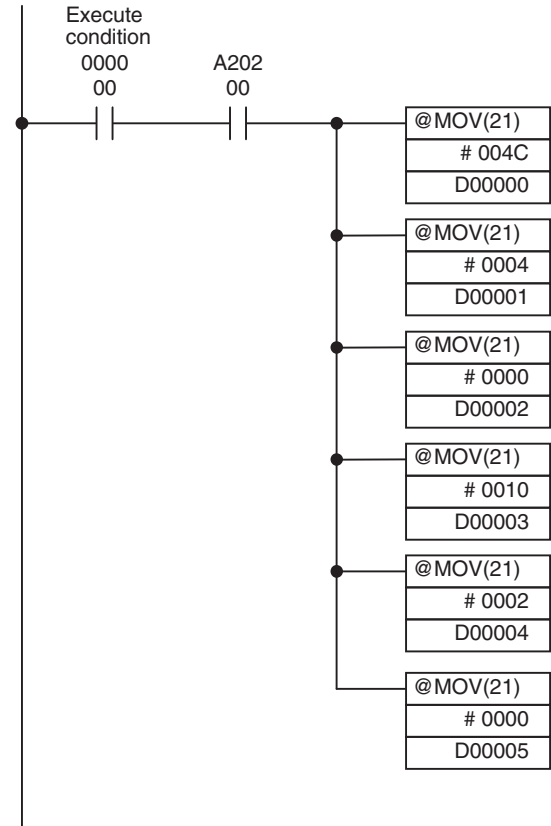 Execute
condition
0000
00
A202
00
@MOV(21)
# 004C
D00000
@MOV(21)
# 0004
D00001
@MOV(21)
# 0000
D00002
@MOV(21)
# 0010
D00003
@MOV(21)
# 0002
D00004
@MOV(21)
# 0000
D00005